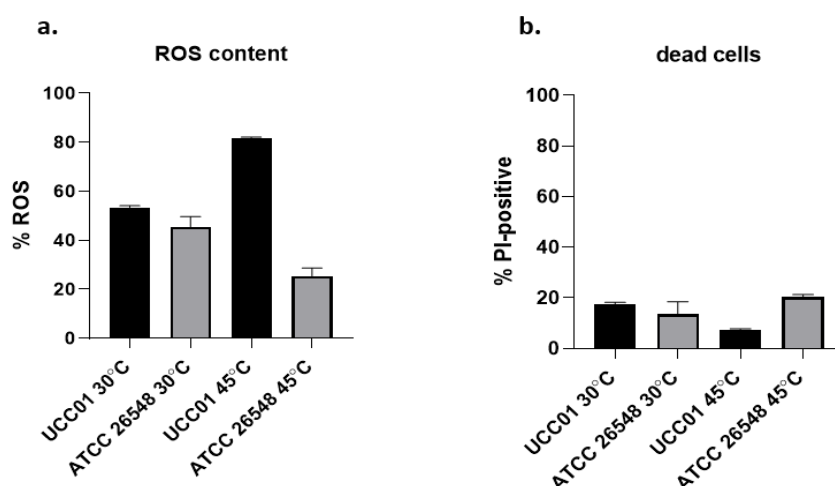 a.
ROS content
% ROS
100
80
60
40
20
0
UCC01 30°C
ATCC 26548 30°C
UCC01 45°C
ATCC 26548 45°C
b.
dead cells
% PI-positive
100
80
60
40
20
0
UCC01 30°C
ATCC 26548 30°C
UCC01 45°C
ATCC 26548 45°C